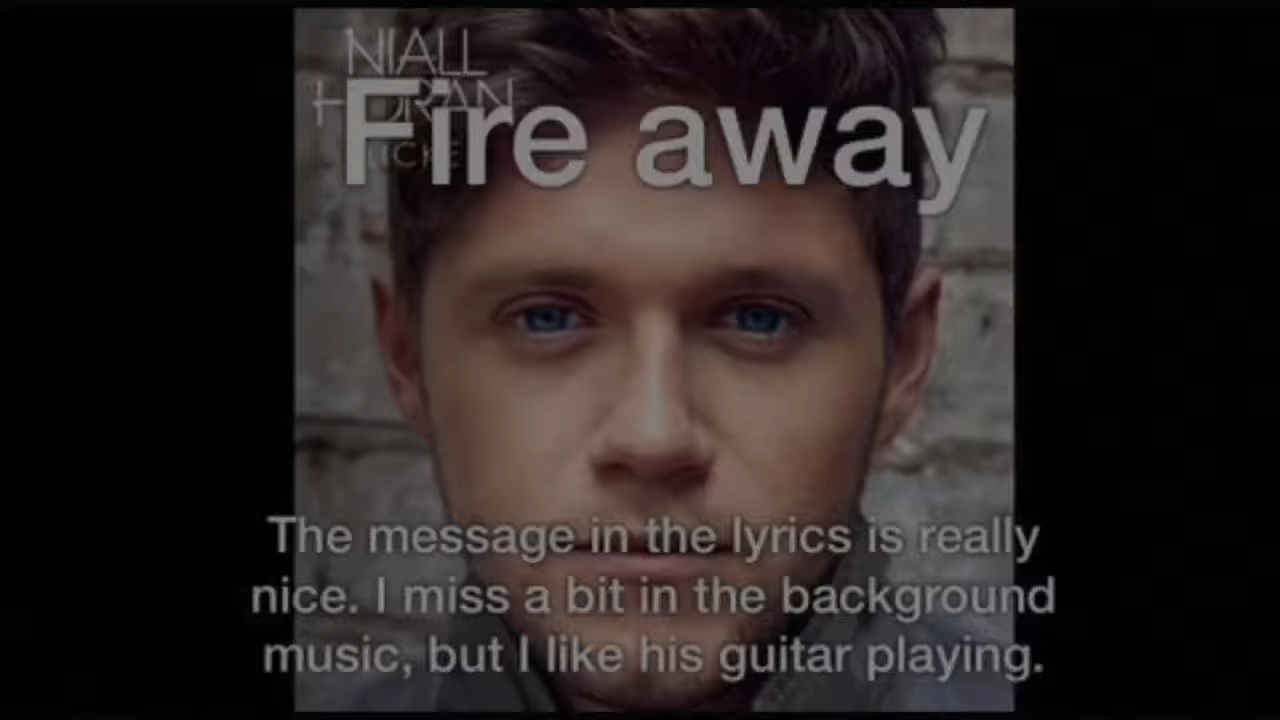 NIALL
HORAN
Fire away
The message in the lyrics is really
nice. I miss a bit in the background
music, but I like his guitar playing.